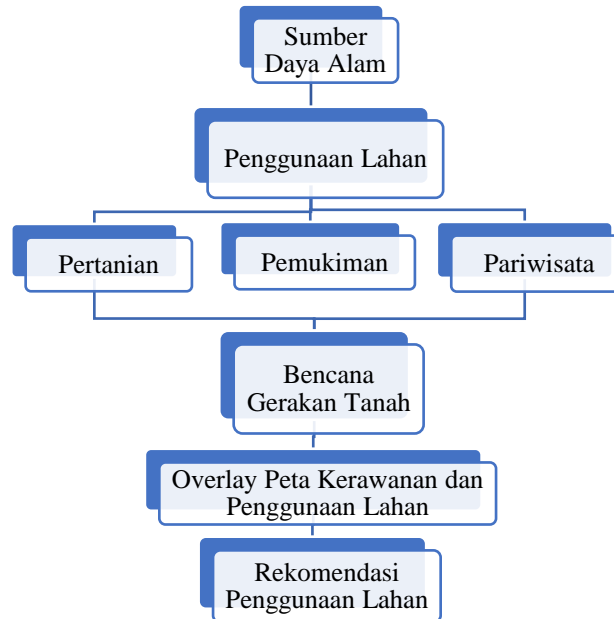 Sumber
Daya Alam
Penggunaan Lahan
Pertanian
Pemukiman
Pariwisata
Bencana
Gerakan Tanah
Overlay Peta Kerawanan dan
Penggunaan Lahan
Rekomendasi
Penggunaan Lahan